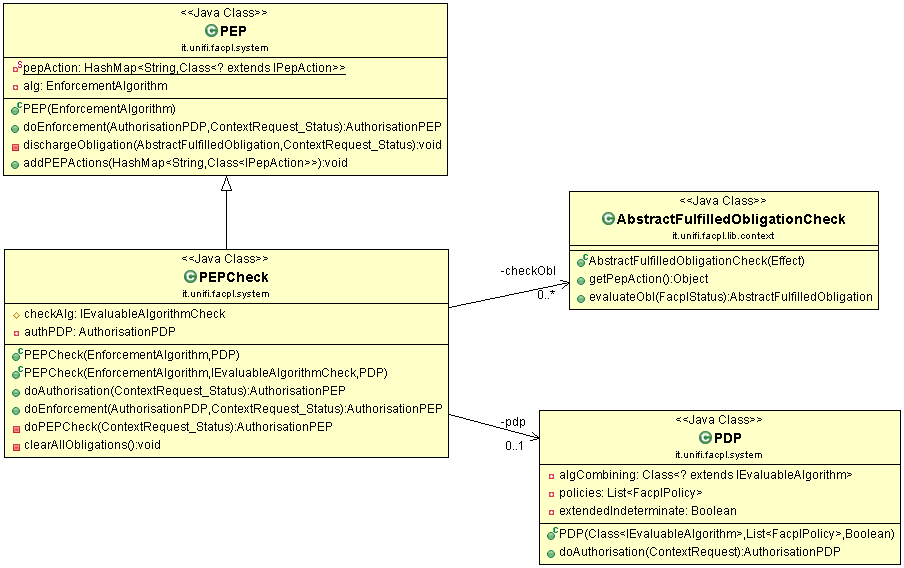 <<Java Class>>
PEP
it.unifi.facpl.system
pepAction: HashMap<String,Class<? extends IPepAction>>
alg: EnforcementAlgorithm
PEP(EnforcementAlgorithm)
doEnforcement(AuthorisationPDP,ContextRequest_Status):AuthorisationPEP
dischargeObligation(AbstractFulfilledObligation,ContextRequest_Status):void
addPEPActions(HashMap<String,Class<IPepAction>>):void
<<Java Class>>
PEPCheck
it.unifi.facpl.system
checkAlg: IEvaluableAlgorithmCheck
authPDP: AuthorisationPDP
PEPCheck(EnforcementAlgorithm,PDP)
PEPCheck(EnforcementAlgorithm,IEvaluableAlgorithmCheck,PDP)
doAuthorisation(ContextRequest_Status):AuthorisationPEP
doEnforcement(AuthorisationPDP,ContextRequest_Status):AuthorisationPEP
doPEPCheck(ContextRequest_Status):AuthorisationPEP
clearAllObligations():void
-checkObl
0..*
<<Java Class>>
AbstractFulfilledObligationCheck
it.unifi.facpl.lib.context
AbstractFulfilledObligationCheck(Effect)
getPepAction():Object
evaluateObl(FacplStatus):AbstractFulfilledObligation
-pdp
0..1
<<Java Class>>
PDP
it.unifi.facpl.system
algCombining: Class<? extends IEvaluableAlgorithm>
policies: List<FacplPolicy>
extendedIndeterminate: Boolean
PDP(Class<IEvaluableAlgorithm>,List<FacplPolicy>,Boolean)
doAuthorisation(ContextRequest):AuthorisationPDP